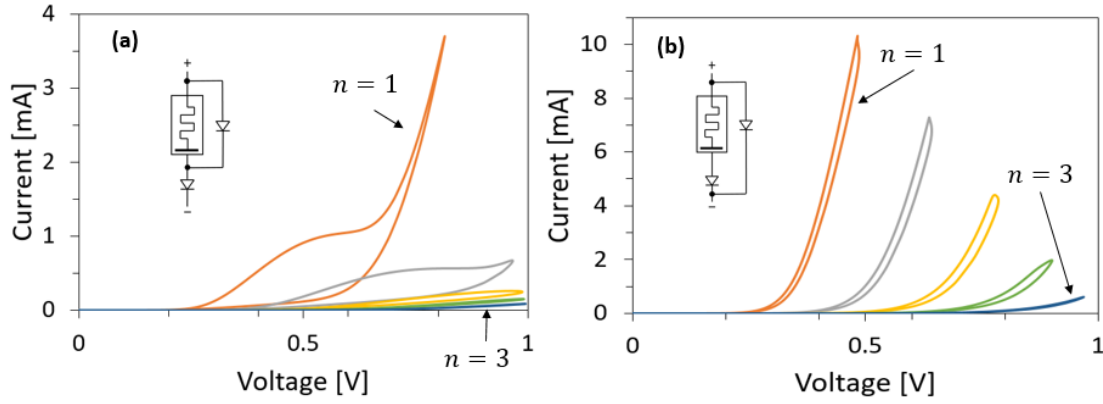 (a)
Current [mA]
4
3
2
1
0
n = 1
n = 3
+
−
0
0.5
1
Voltage [V]
(b)
Current [mA]
10
8
6
4
2
0
n = 1
n = 3
+
−
0
0.5
1
Voltage [V]